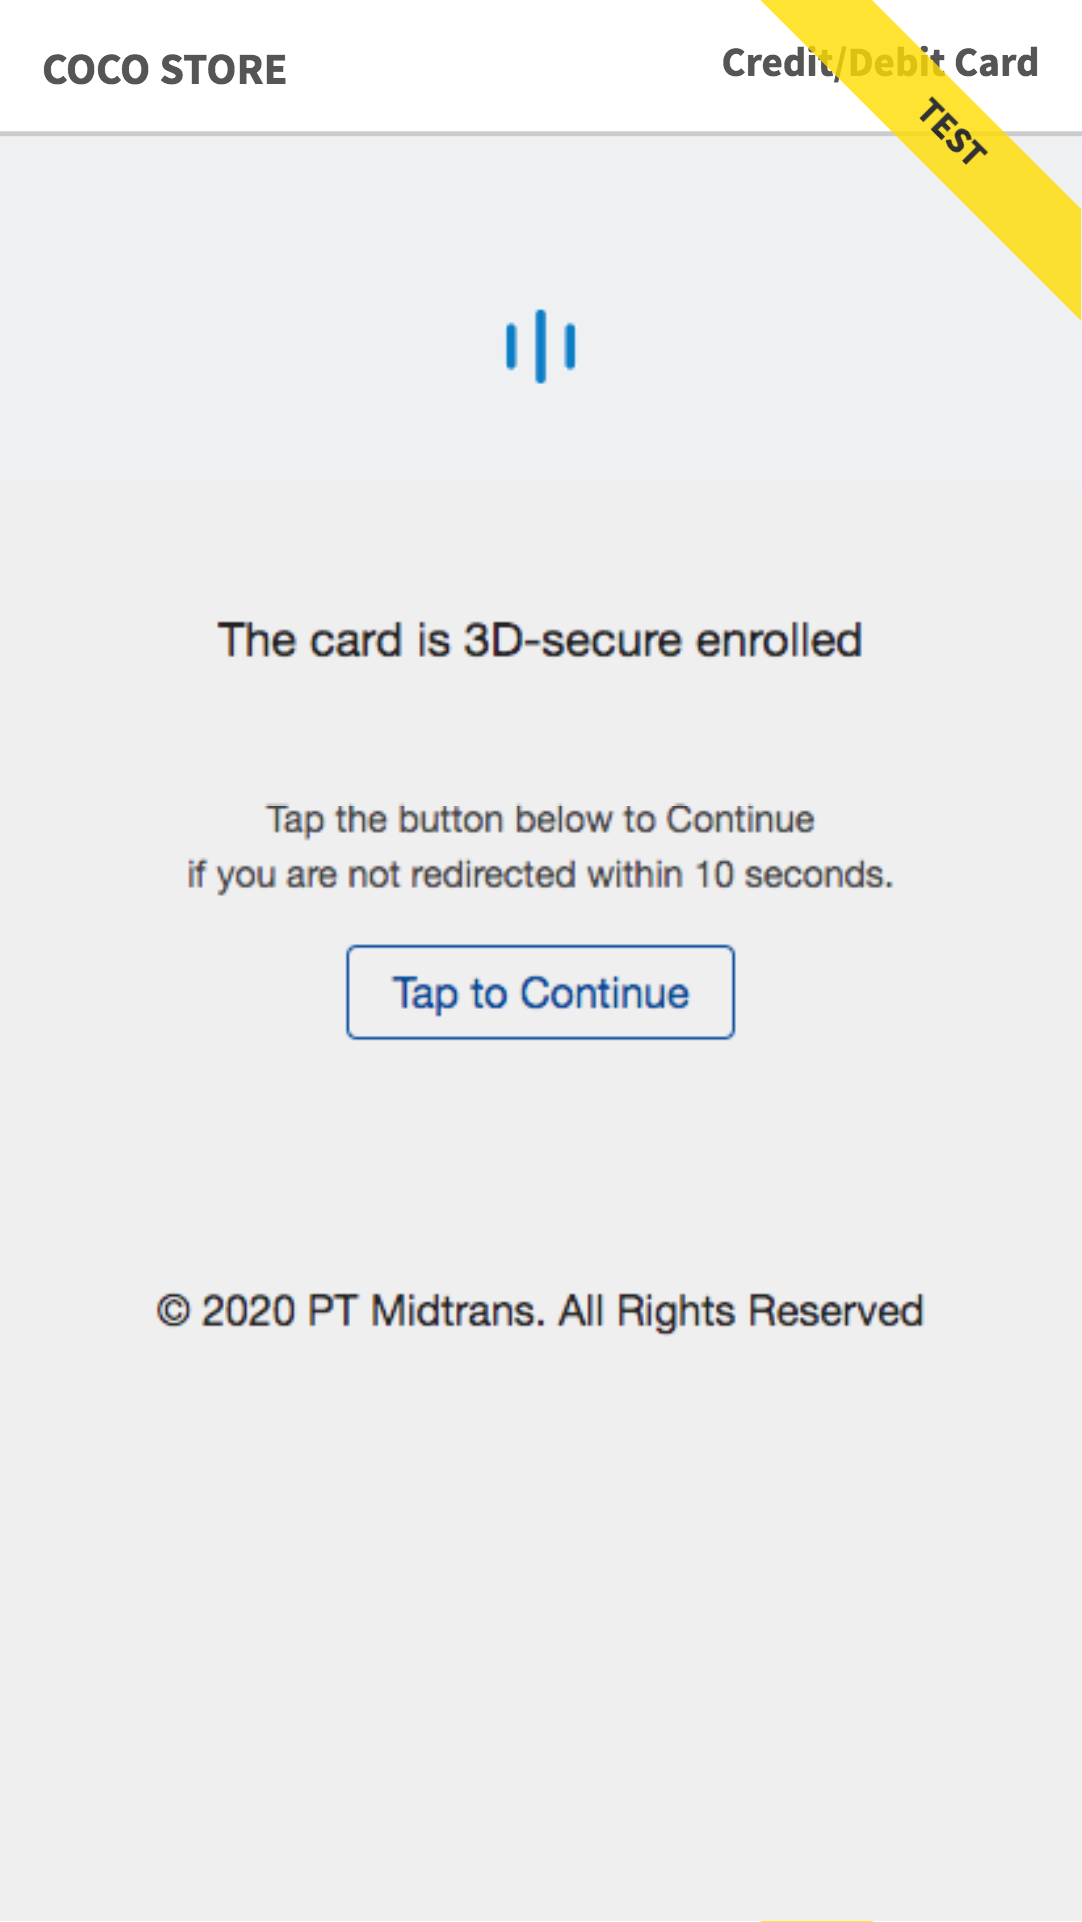 COCO STORE
Credit/Debit Card
TEST
The card is 3D-secure enrolled
Tap the button below to Continue
if you are not redirected within 10 seconds.
Tap to Continue
© 2020 PT Midtrans. All Rights Reserved